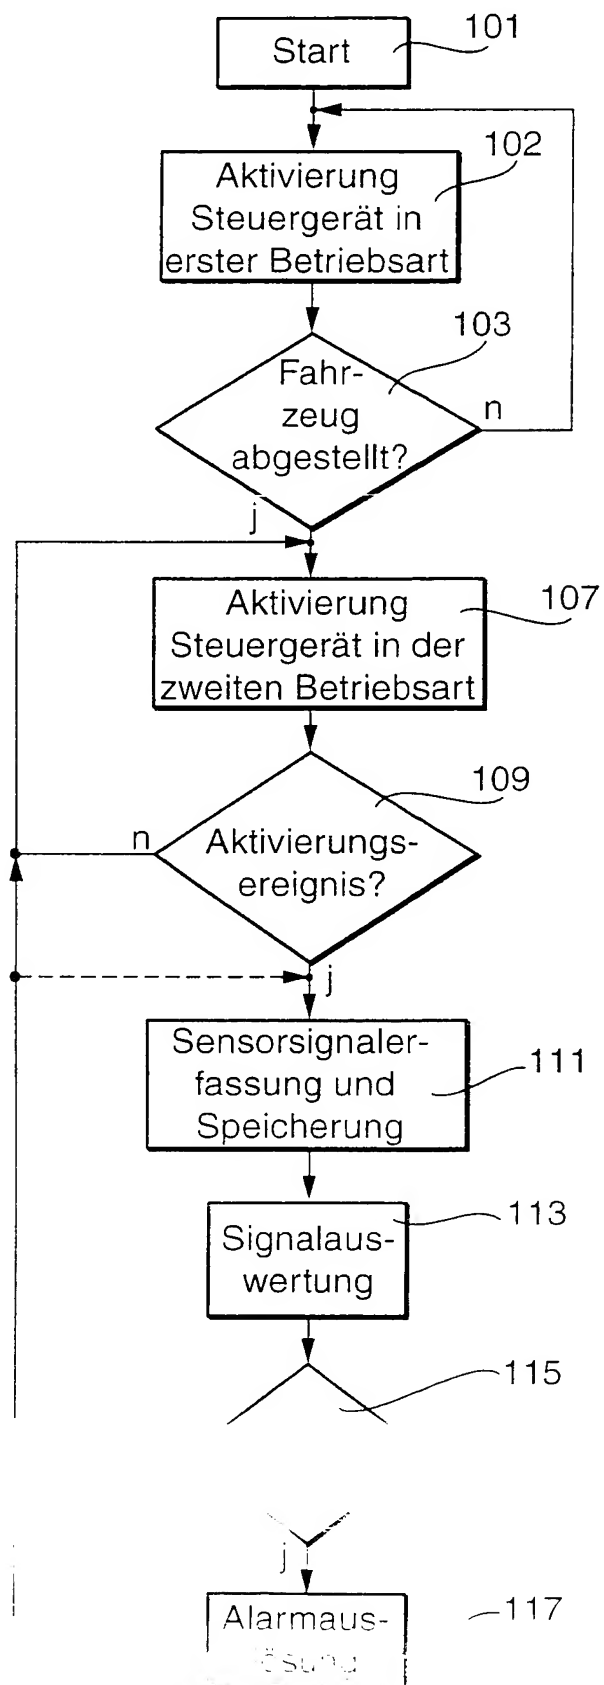 101
Start
102
Aktivierung
Steuergerät in
erster Betriebsart
103
Fahr-
zeug
abgestellt?
n
j
107
Aktivierung
Steuergerät in der
zweiten Betriebsart
109
n
Aktivierungs-
ereignis?
j
Sensorsignaler-
fassung und
Speicherung
111
113
Signalaus-
wertung
115
j
117
Alarmaus-
lösung